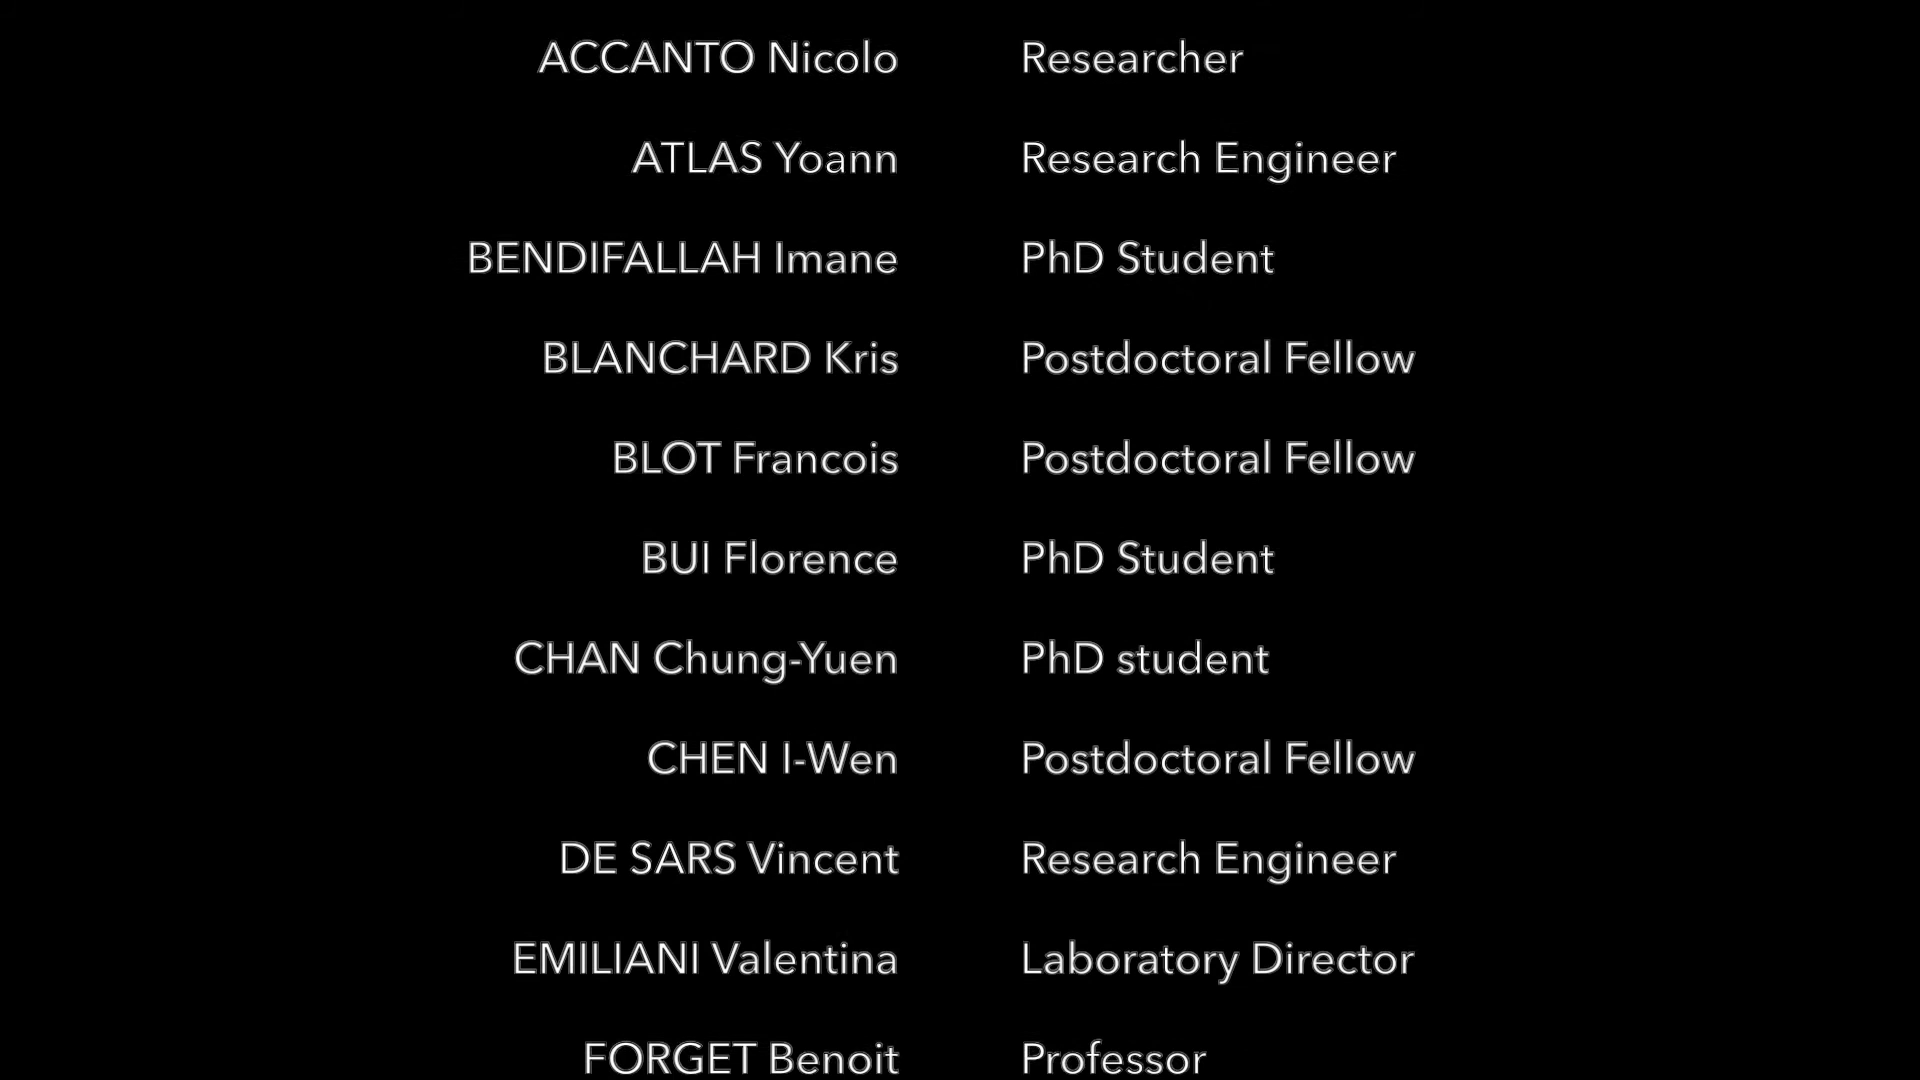 ACCANTO Nicolo Researcher
ATLAS Yoann Research Engineer
BENDIFALLAH Imane PhD Student
BLANCHARD Kris Postdoctoral Fellow
BLOT Francois Postdoctoral Fellow
BUI Florence PhD Student
CHAN Chung-Yuen PhD student
CHEN I-Wen Postdoctoral Fellow
DE SARS Vincent Research Engineer
EMILIANI Valentina Laboratory Director
FORGET Benoit Professor